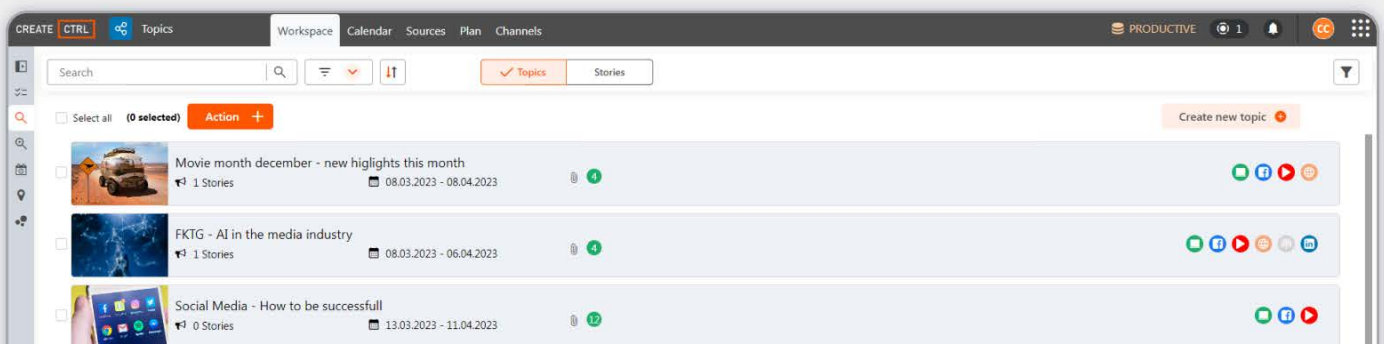 CREATE CTRL Topics Workspace Calendar Sources Plan Channels PRODUCTIVE 1 CC
Search Topics Stories
Select all (0 selected) Action + Create new topic
Movie month december - new higlights this month
1 Stories 08.03.2023 - 08.04.2023 4
FKTG - AI in the media industry
1 Stories 08.03.2023 - 06.04.2023 4
Social Media - How to be successfull
0 Stories 13.03.2023 - 11.04.2023 12